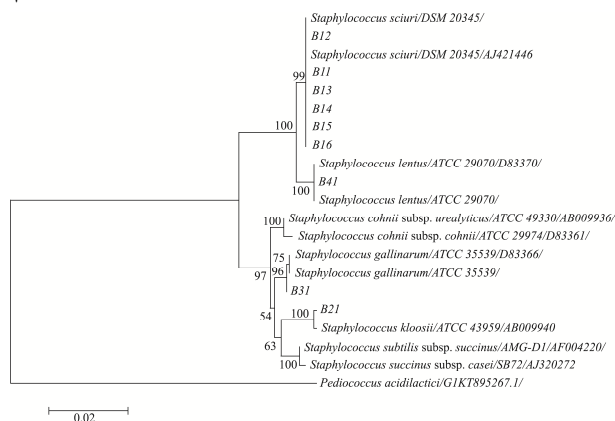 Staphylococcus sciuri/DSM 20345/
B12
Staphylococcus sciuri/DSM 20345/AJ421446
99
B11
B13
B14
100
B15
B16
Staphylococcus lentus/ATCC 29070/D83370/
B41
100
Staphylococcus lentus/ATCC 29070/
100
Staphylococcus cohnii subsp. urealyticus/ATCC 49330/AB009936/
Staphylococcus cohnii subsp. cohnii/ATCC 29974/D83361/
75
Staphylococcus gallinarum/ATCC 35539/D83366/
97
96
Staphylococcus gallinarum/ATCC 35539/
B31
54
100
B21
Staphylococcus kloosii/ATCC 43959/AB009940
63
Staphylococcus subtilis subsp. succinus/AMG-D1/AF004220/
100
Staphylococcus succinus subsp. casei/SB72/AJ320272
Pediococcus acidilactici/G1KT895267.1/
0.02